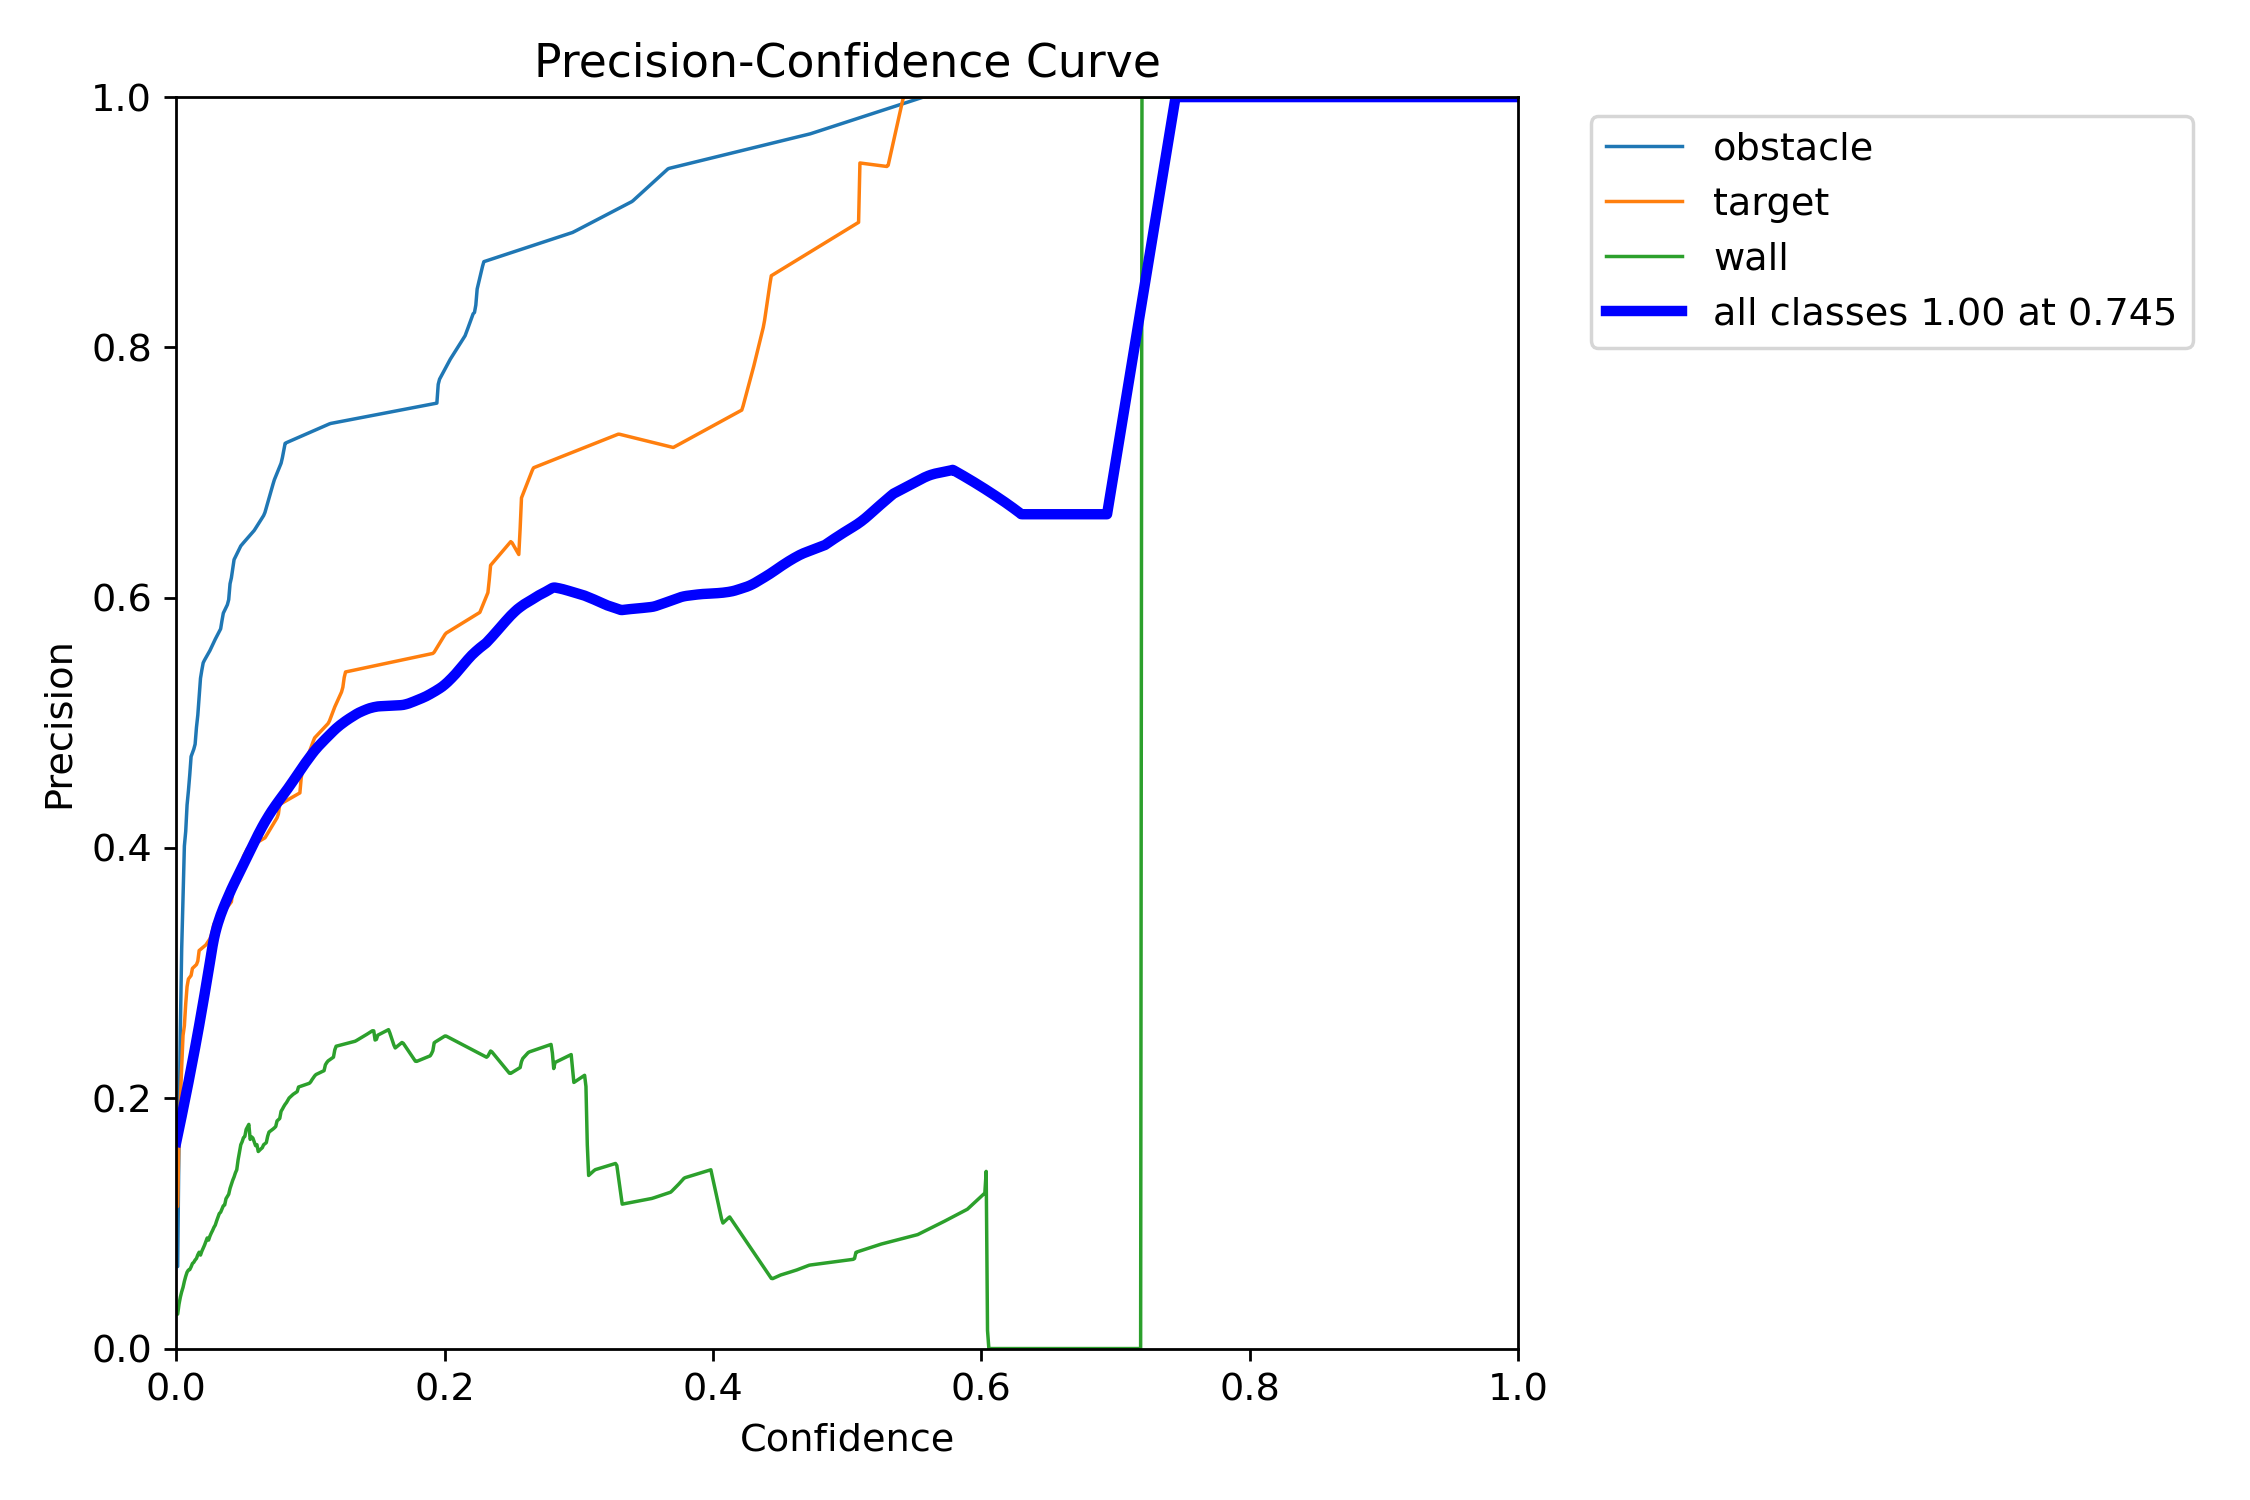 Precision-Confidence Curve
1.0
0.8
0.6
0.4
0.2
0.0
Precision
0.0 0.2 0.4 0.6 0.8 1.0
Confidence
obstacle
target
wall
all classes 1.00 at 0.745